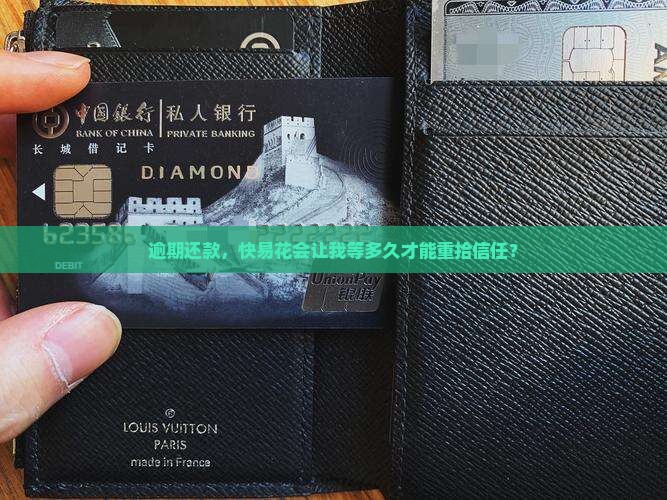 中国银行 私人银行
BANK OF CHINA PRIVATE BANKING
长城借记卡
DIAMOND
623586
逾期还款，快易花会让我等多久才能重拾信任？
DEBIT
UnionPay
银联
LOUIS VUITTON
PARIS
made in France